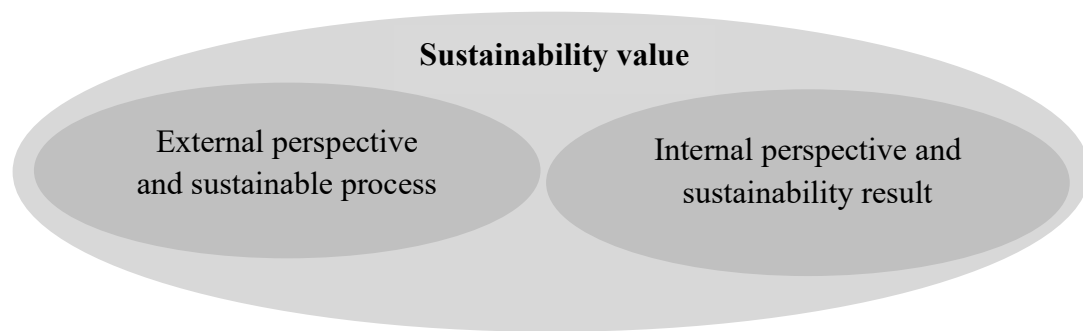 Sustainability value
External perspective
and sustainable process
Internal perspective and
sustainability result